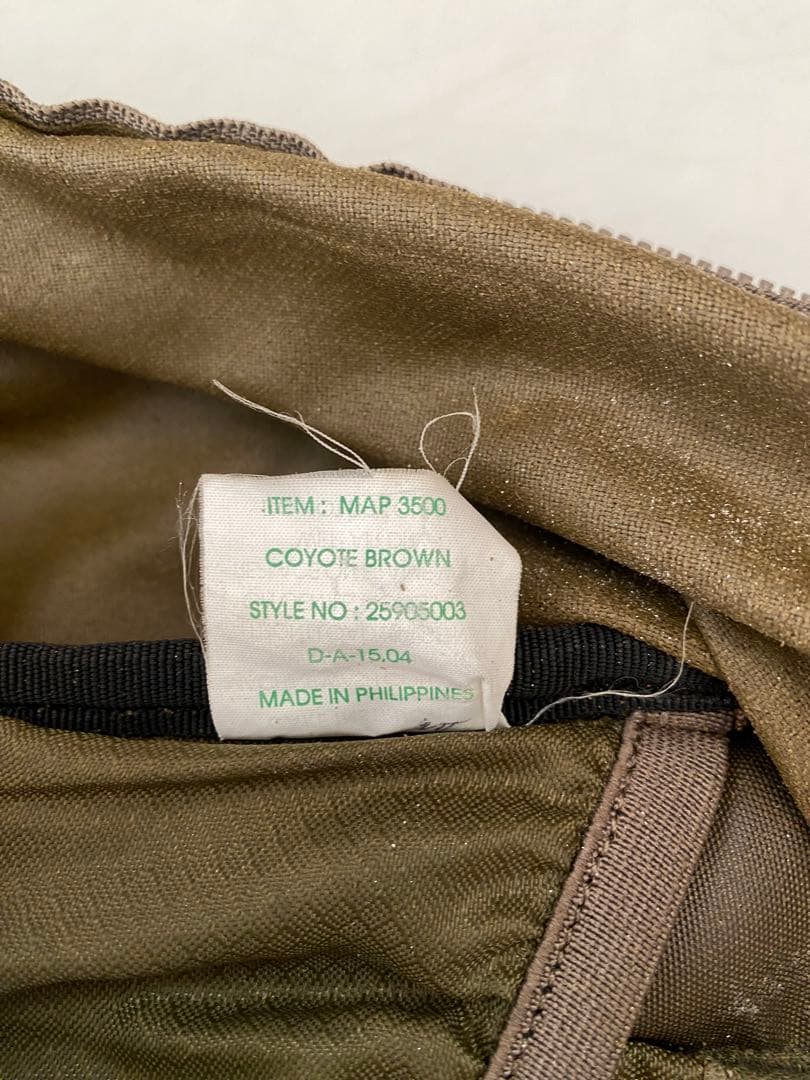 ITEM : MAP 3500
COYOTE BROWN
STYLE NO : 25905003
D-A-15.04
MADE IN PHILIPPINES